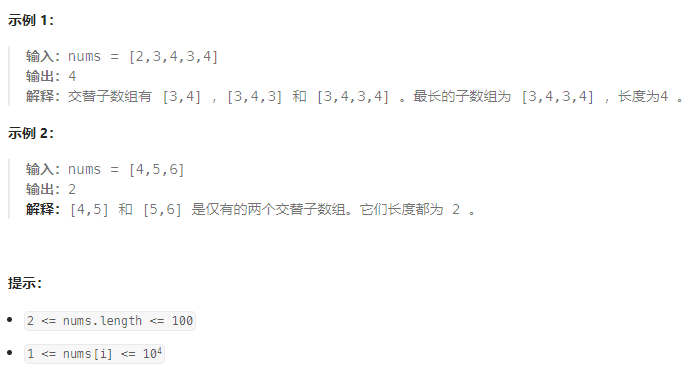 示例 1：
输入：nums = [2,3,4,3,4]
输出：4
解释：交替子数组有 [3,4] ，[3,4,3] 和 [3,4,3,4] 。最长的子数组为 [3,4,3,4] ，长度为4 。
示例 2：
输入：nums = [4,5,6]
输出：2
解释：[4,5] 和 [5,6] 是仅有的两个交替子数组。它们长度都为 2 。
提示：
• 2 <= nums.length <= 100
• 1 <= nums[i] <= 10⁴